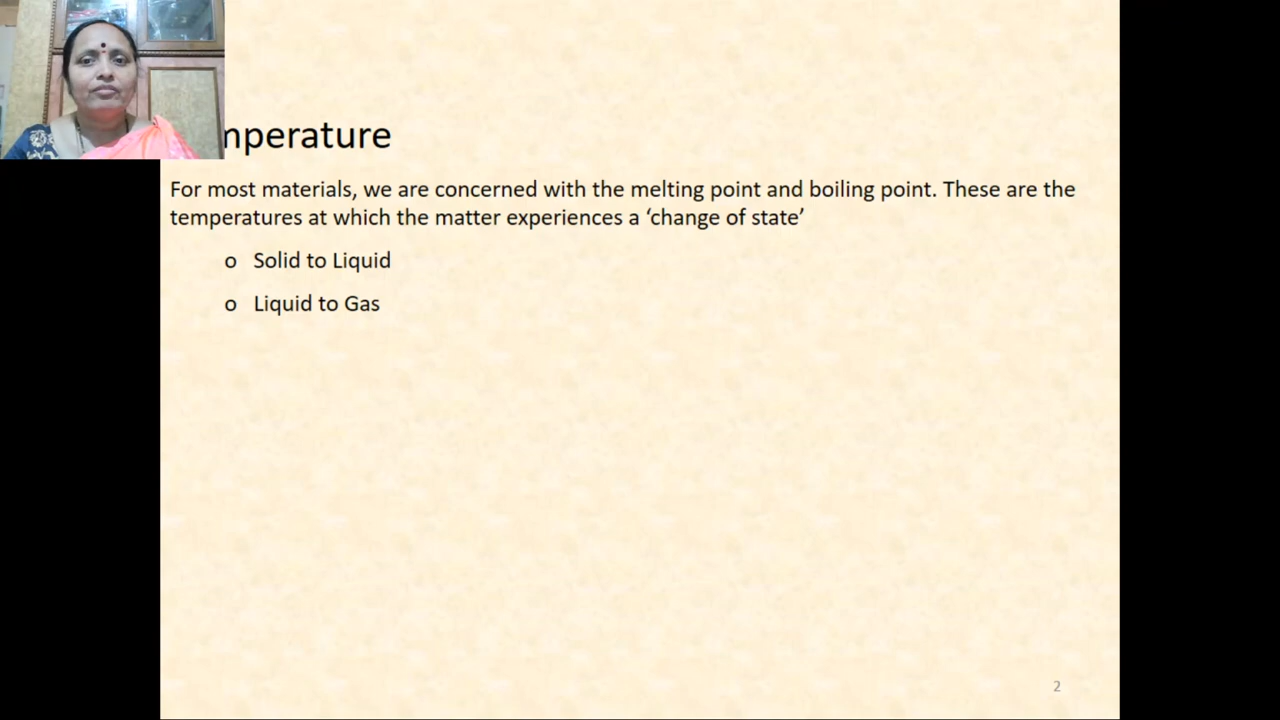 mperature
For most materials, we are concerned with the melting point and boiling point. These are the
temperatures at which the matter experiences a ‘change of state’
o Solid to Liquid
o Liquid to Gas
2